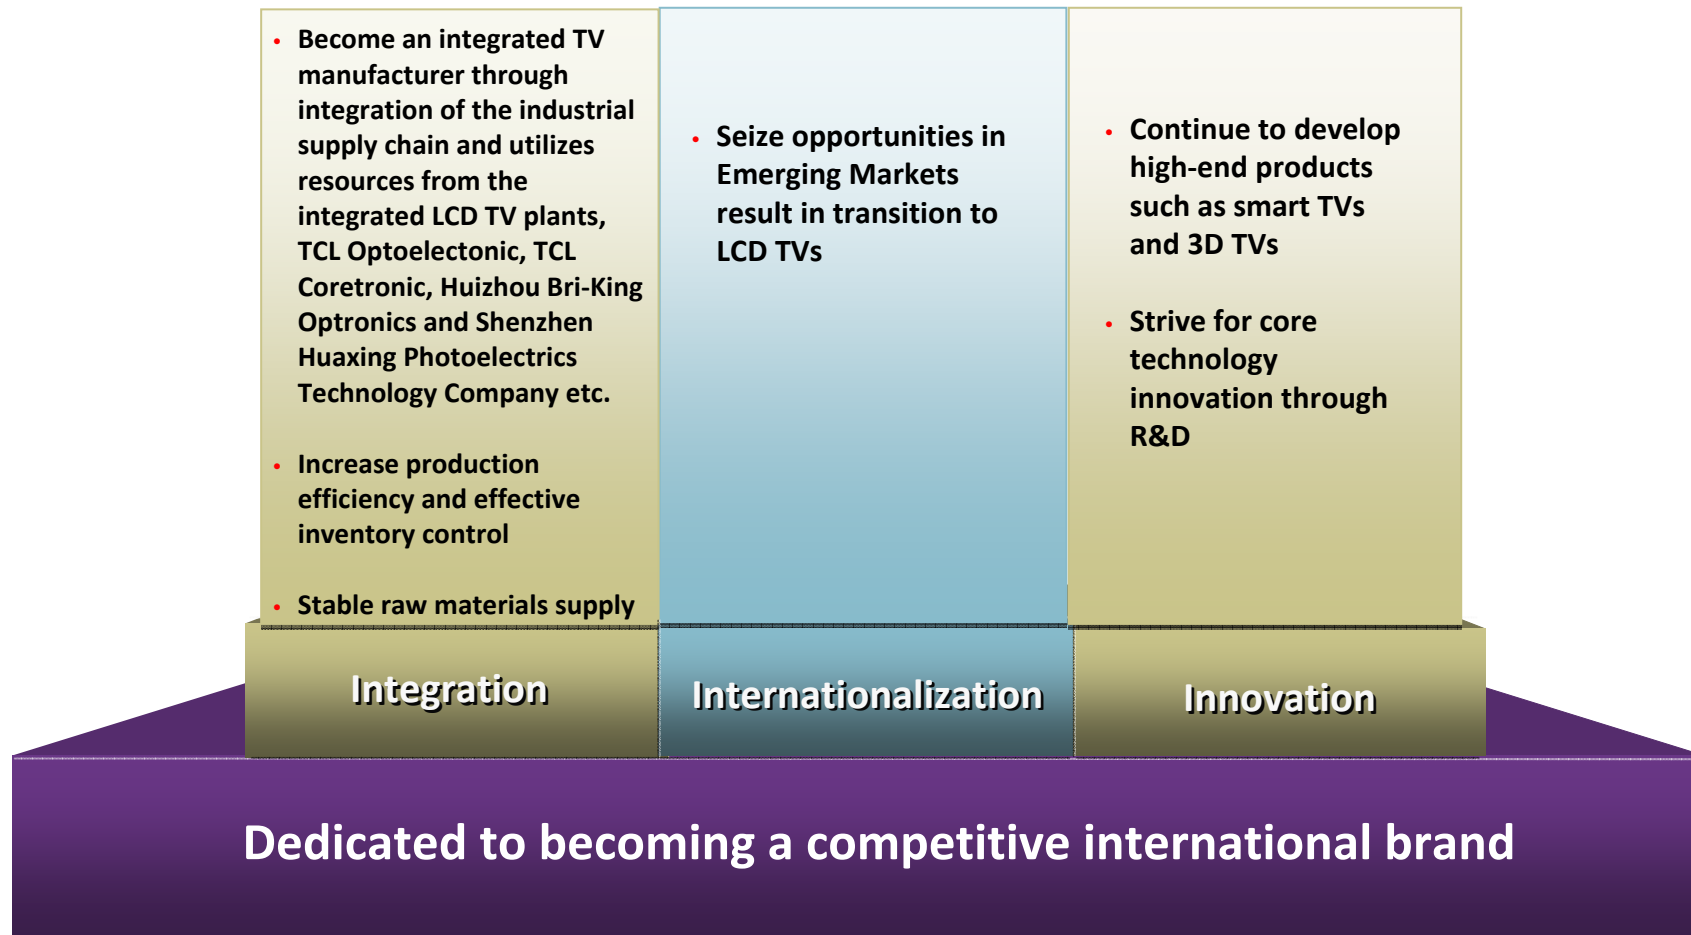 • Become an integrated TV
manufacturer through
integration of the industrial
supply chain and utilizes
resources from the
integrated LCD TV plants,
TCL Optoelectonic, TCL
Coretronic, Huizhou Bri-King
Optronics and Shenzhen
Huaxing Photoelectrics
Technology Company etc.
• Increase production
efficiency and effective
inventory control
• Stable raw materials supply
Integration
• Seize opportunities in
Emerging Markets
result in transition to
LCD TVs
Internationalization
• Continue to develop
high-end products
such as smart TVs
and 3D TVs
• Strive for core
technology
innovation through
R&D
Innovation
Dedicated to becoming a competitive international brand